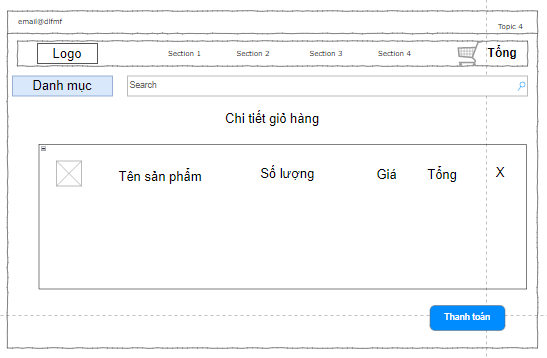 email@dlfmf
Topic 4
Logo
Section 1
Section 2
Section 3
Section 4
Tổng
Danh mục
Search
Chi tiết giỏ hàng
Tên sản phẩm
Số lượng
Giá
Tổng
X
Thanh toán